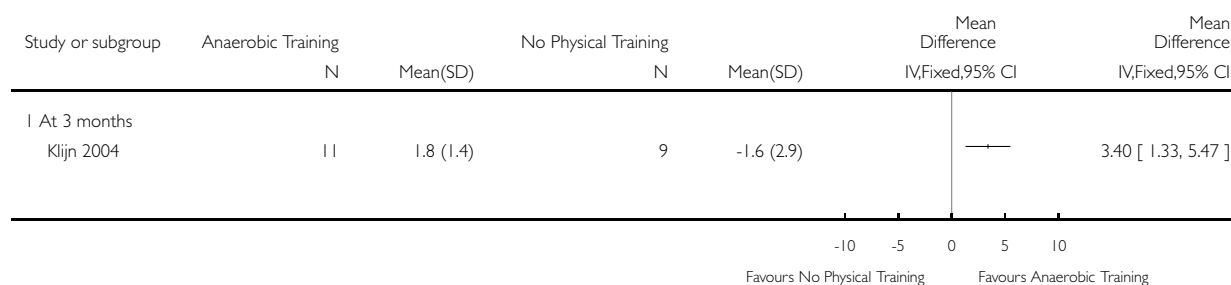 Study or subgroup Anaerobic Training No Physical Training Mean Difference Mean Difference
N Mean(SD) N Mean(SD) IV,Fixed,95% CI IV,Fixed,95% CI
1 At 3 months
Klijn 2004 11 1.8 (1.4) 9 -1.6 (2.9) 3.40 [ 1.33, 5.47 ]
-10 -5 0 5 10
Favours No Physical Training Favours Anaerobic Training